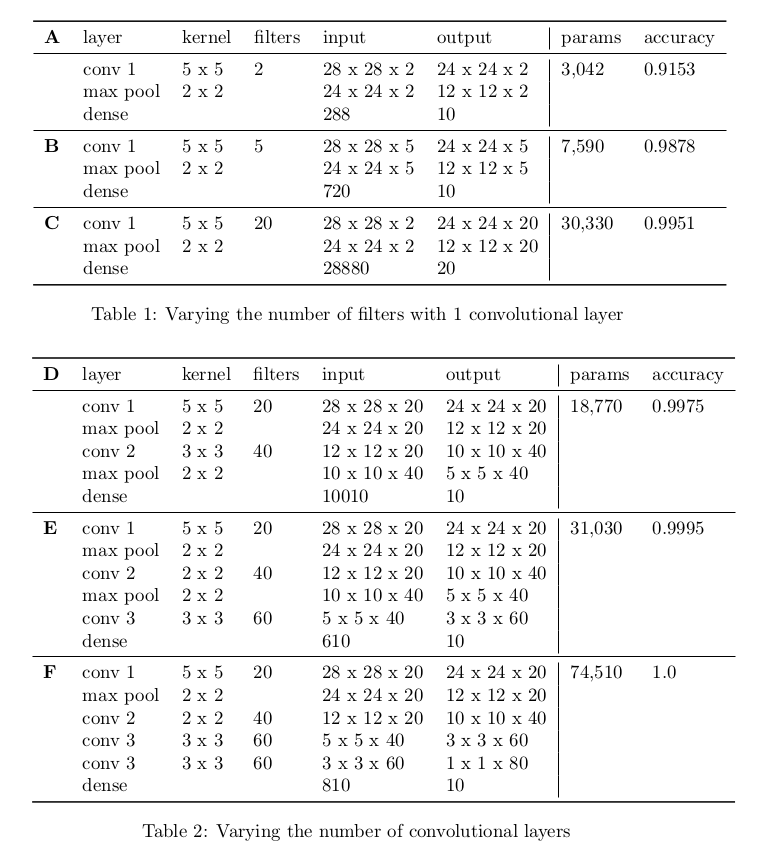 A layer kernel filters input output params accuracy
conv 1 5 x 5 2 28 x 28 x 2 24 x 24 x 2 3,042 0.9153
max pool 2 x 2 24 x 24 x 2 12 x 12 x 2
dense 288 10
B conv 1 5 x 5 5 28 x 28 x 5 24 x 24 x 5 7,590 0.9878
max pool 2 x 2 24 x 24 x 5 12 x 12 x 5
dense 720 10
C conv 1 5 x 5 20 28 x 28 x 2 24 x 24 x 20 30,330 0.9951
max pool 2 x 2 24 x 24 x 2 12 x 12 x 20
dense 28880 20
Table 1: Varying the number of filters with 1 convolutional layer
D layer kernel filters input output params accuracy
conv 1 5 x 5 20 28 x 28 x 20 24 x 24 x 20 18,770 0.9975
max pool 2 x 2 24 x 24 x 20 12 x 12 x 20
conv 2 3 x 3 40 12 x 12 x 20 10 x 10 x 40
max pool 2 x 2 10 x 10 x 40 5 x 5 x 40
dense 10010 10
E conv 1 5 x 5 20 28 x 28 x 20 24 x 24 x 20 31,030 0.9995
max pool 2 x 2 24 x 24 x 20 12 x 12 x 20
conv 2 2 x 2 40 12 x 12 x 20 10 x 10 x 40
max pool 2 x 2 10 x 10 x 40 5 x 5 x 40
conv 3 3 x 3 60 5 x 5 x 40 3 x 3 x 60
dense 610 10
F conv 1 5 x 5 20 28 x 28 x 20 24 x 24 x 20 74,510 1.0
max pool 2 x 2 24 x 24 x 20 12 x 12 x 20
conv 2 2 x 2 40 12 x 12 x 20 10 x 10 x 40
conv 3 3 x 3 60 5 x 5 x 40 3 x 3 x 60
conv 3 3 x 3 60 3 x 3 x 60 1 x 1 x 80
dense 810 10
Table 2: Varying the number of convolutional layers